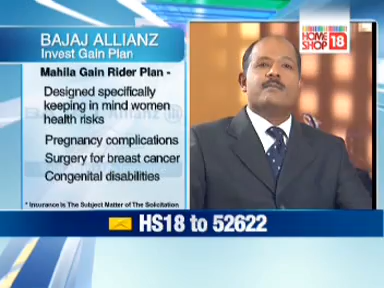 BAJAJ ALLIANZ
Invest Gain Plan
Mahila Gain Rider Plan -
Designed specifically
keeping in mind women
health risks
Pregnancy complications
Surgery for breast cancer
Congenital disabilities
* Insurance Is The Subject Matter of The Solicitation
HOME
SHOP 18
HS18 to 52622